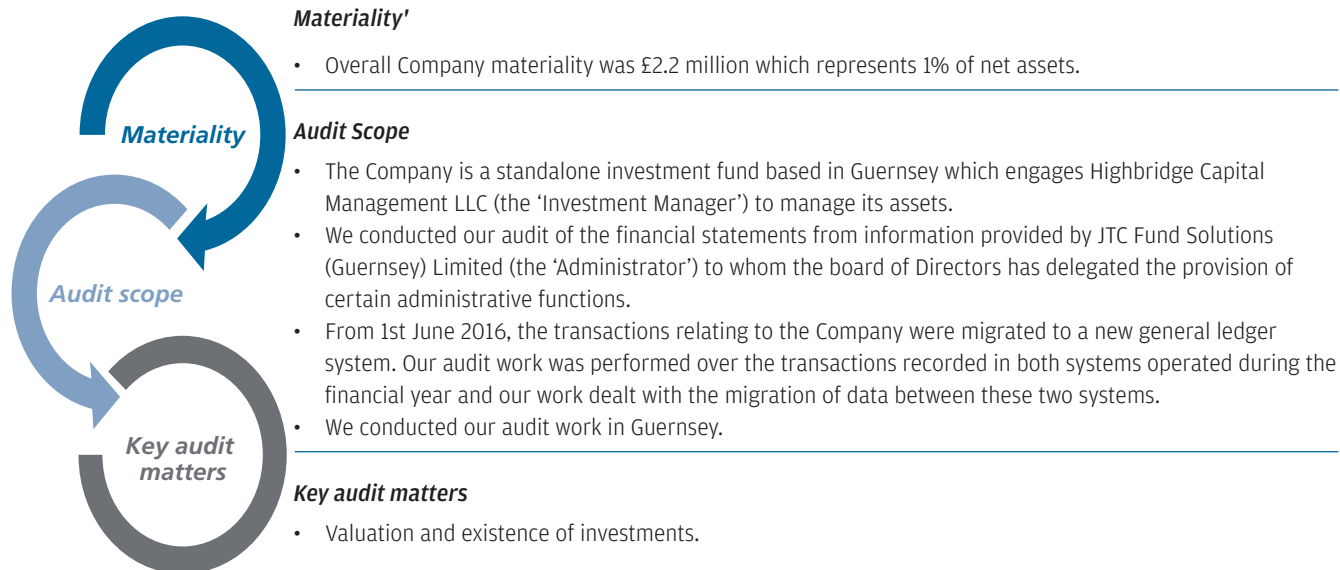 Materiality'
• Overall Company materiality was £2.2 million which represents 1% of net assets.
Materiality
Audit Scope
• The Company is a standalone investment fund based in Guernsey which engages Highbridge Capital
Management LLC (the ‘Investment Manager’) to manage its assets.
• We conducted our audit of the financial statements from information provided by JTC Fund Solutions
(Guernsey) Limited (the ‘Administrator’) to whom the board of Directors has delegated the provision of
certain administrative functions.
Audit scope
• From 1st June 2016, the transactions relating to the Company were migrated to a new general ledger
system. Our audit work was performed over the transactions recorded in both systems operated during the
financial year and our work dealt with the migration of data between these two systems.
• We conducted our audit work in Guernsey.
Key audit
matters
Key audit matters
• Valuation and existence of investments.